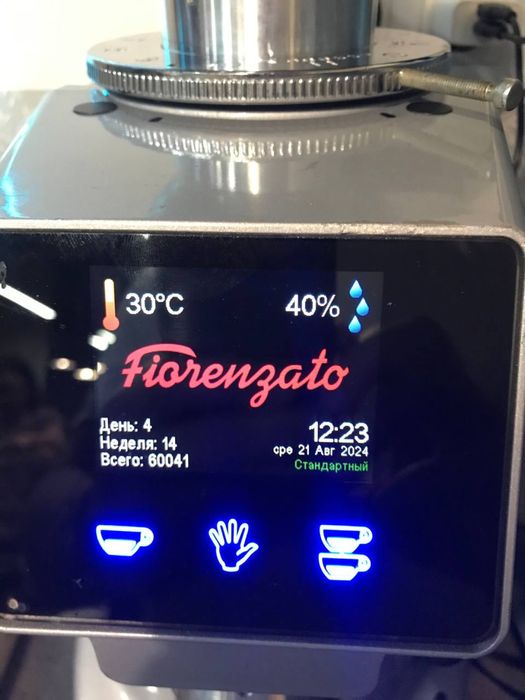 30°C
40%
Fiorenzato
День: 4
Неделя: 14
Всего: 60041
12:23
сре 21 Авг 2024
Стандартный